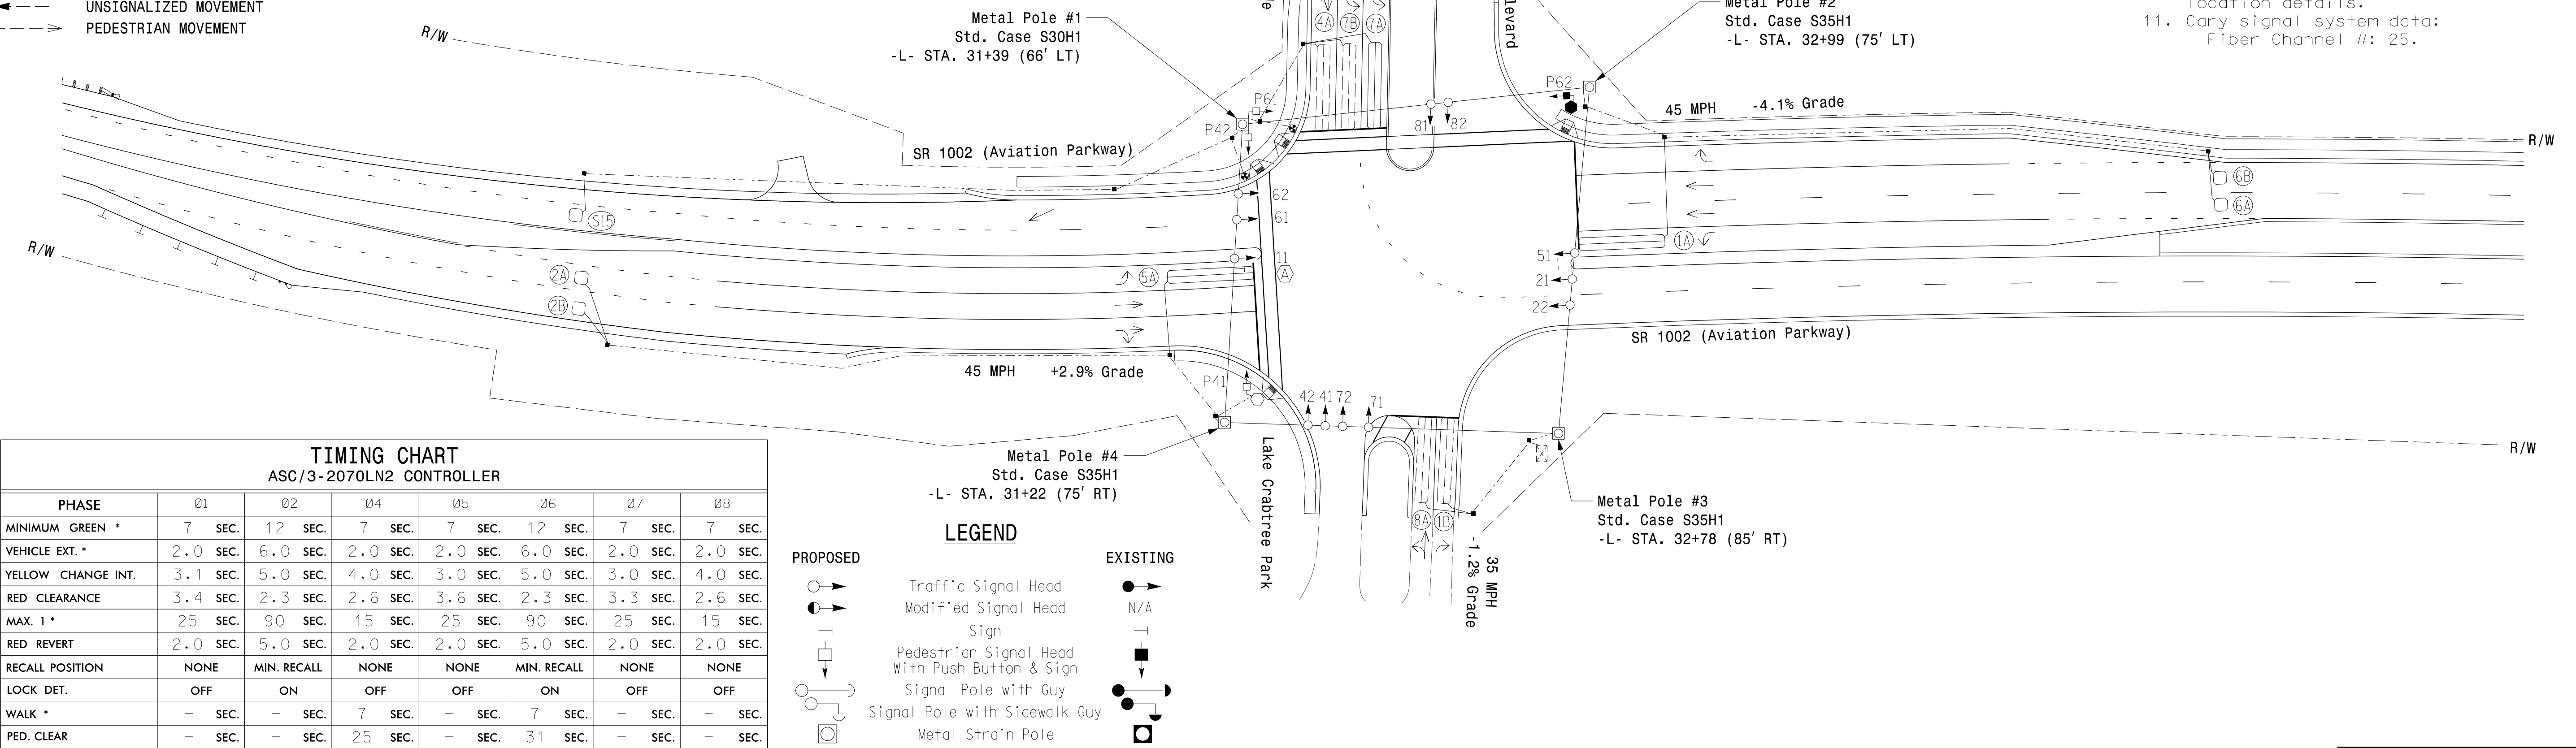 UNSIGNALIZED MOVEMENT
PEDESTRIAN MOVEMENT
R/W
Metal Pole #1
Std. Case S30H1
-L- STA. 31+39 (66' LT)
4A
7B
7A
levard
Metal Pole #2
Std. Case S35H1
-L- STA. 32+99 (75' LT)
location details.
11. Cary signal system data:
Fiber Channel #: 25.
P61
P62
P42
81
82
45 MPH -4.1% Grade
R/W
SR 1002 (Aviation Parkway)
6B
6A
S15
62
61
11
A
1A
51
21
22
R/W
2A
2B
5A
SR 1002 (Aviation Parkway)
45 MPH +2.9% Grade
P41
42 41 72 71
R/W
Metal Pole #4
Std. Case S35H1
-L- STA. 31+22 (75' RT)
Lake Crabtree Park
Metal Pole #3
Std. Case S35H1
-L- STA. 32+78 (85' RT)
8A
1B
35 MPH
-1.2% Grade
TIMING CHART
ASC/3-2070LN2 CONTROLLER
PHASE Ø1 Ø2 Ø4 Ø5 Ø6 Ø7 Ø8
MINIMUM GREEN * 7 SEC. 12 SEC. 7 SEC. 7 SEC. 12 SEC. 7 SEC. 7 SEC.
VEHICLE EXT. * 2.0 SEC. 6.0 SEC. 2.0 SEC. 2.0 SEC. 6.0 SEC. 2.0 SEC. 2.0 SEC.
YELLOW CHANGE INT. 3.1 SEC. 5.0 SEC. 4.0 SEC. 3.0 SEC. 5.0 SEC. 3.0 SEC. 4.0 SEC.
RED CLEARANCE 3.4 SEC. 2.3 SEC. 2.6 SEC. 3.6 SEC. 2.3 SEC. 3.3 SEC. 2.6 SEC.
MAX. 1 * 25 SEC. 90 SEC. 15 SEC. 25 SEC. 90 SEC. 25 SEC. 15 SEC.
RED REVERT 2.0 SEC. 5.0 SEC. 2.0 SEC. 2.0 SEC. 5.0 SEC. 2.0 SEC. 2.0 SEC.
RECALL POSITION NONE MIN. RECALL NONE NONE MIN. RECALL NONE NONE
LOCK DET. OFF ON OFF OFF ON OFF OFF
WALK * - SEC. - SEC. 7 SEC. - SEC. 7 SEC. - SEC. - SEC.
PED. CLEAR - SEC. - SEC. 25 SEC. - SEC. 31 SEC. - SEC. - SEC.
LEGEND
PROPOSED EXISTING
Traffic Signal Head
Modified Signal Head N/A
Sign
Pedestrian Signal Head
With Push Button & Sign
Signal Pole with Guy
Signal Pole with Sidewalk Guy
Metal Strain Pole